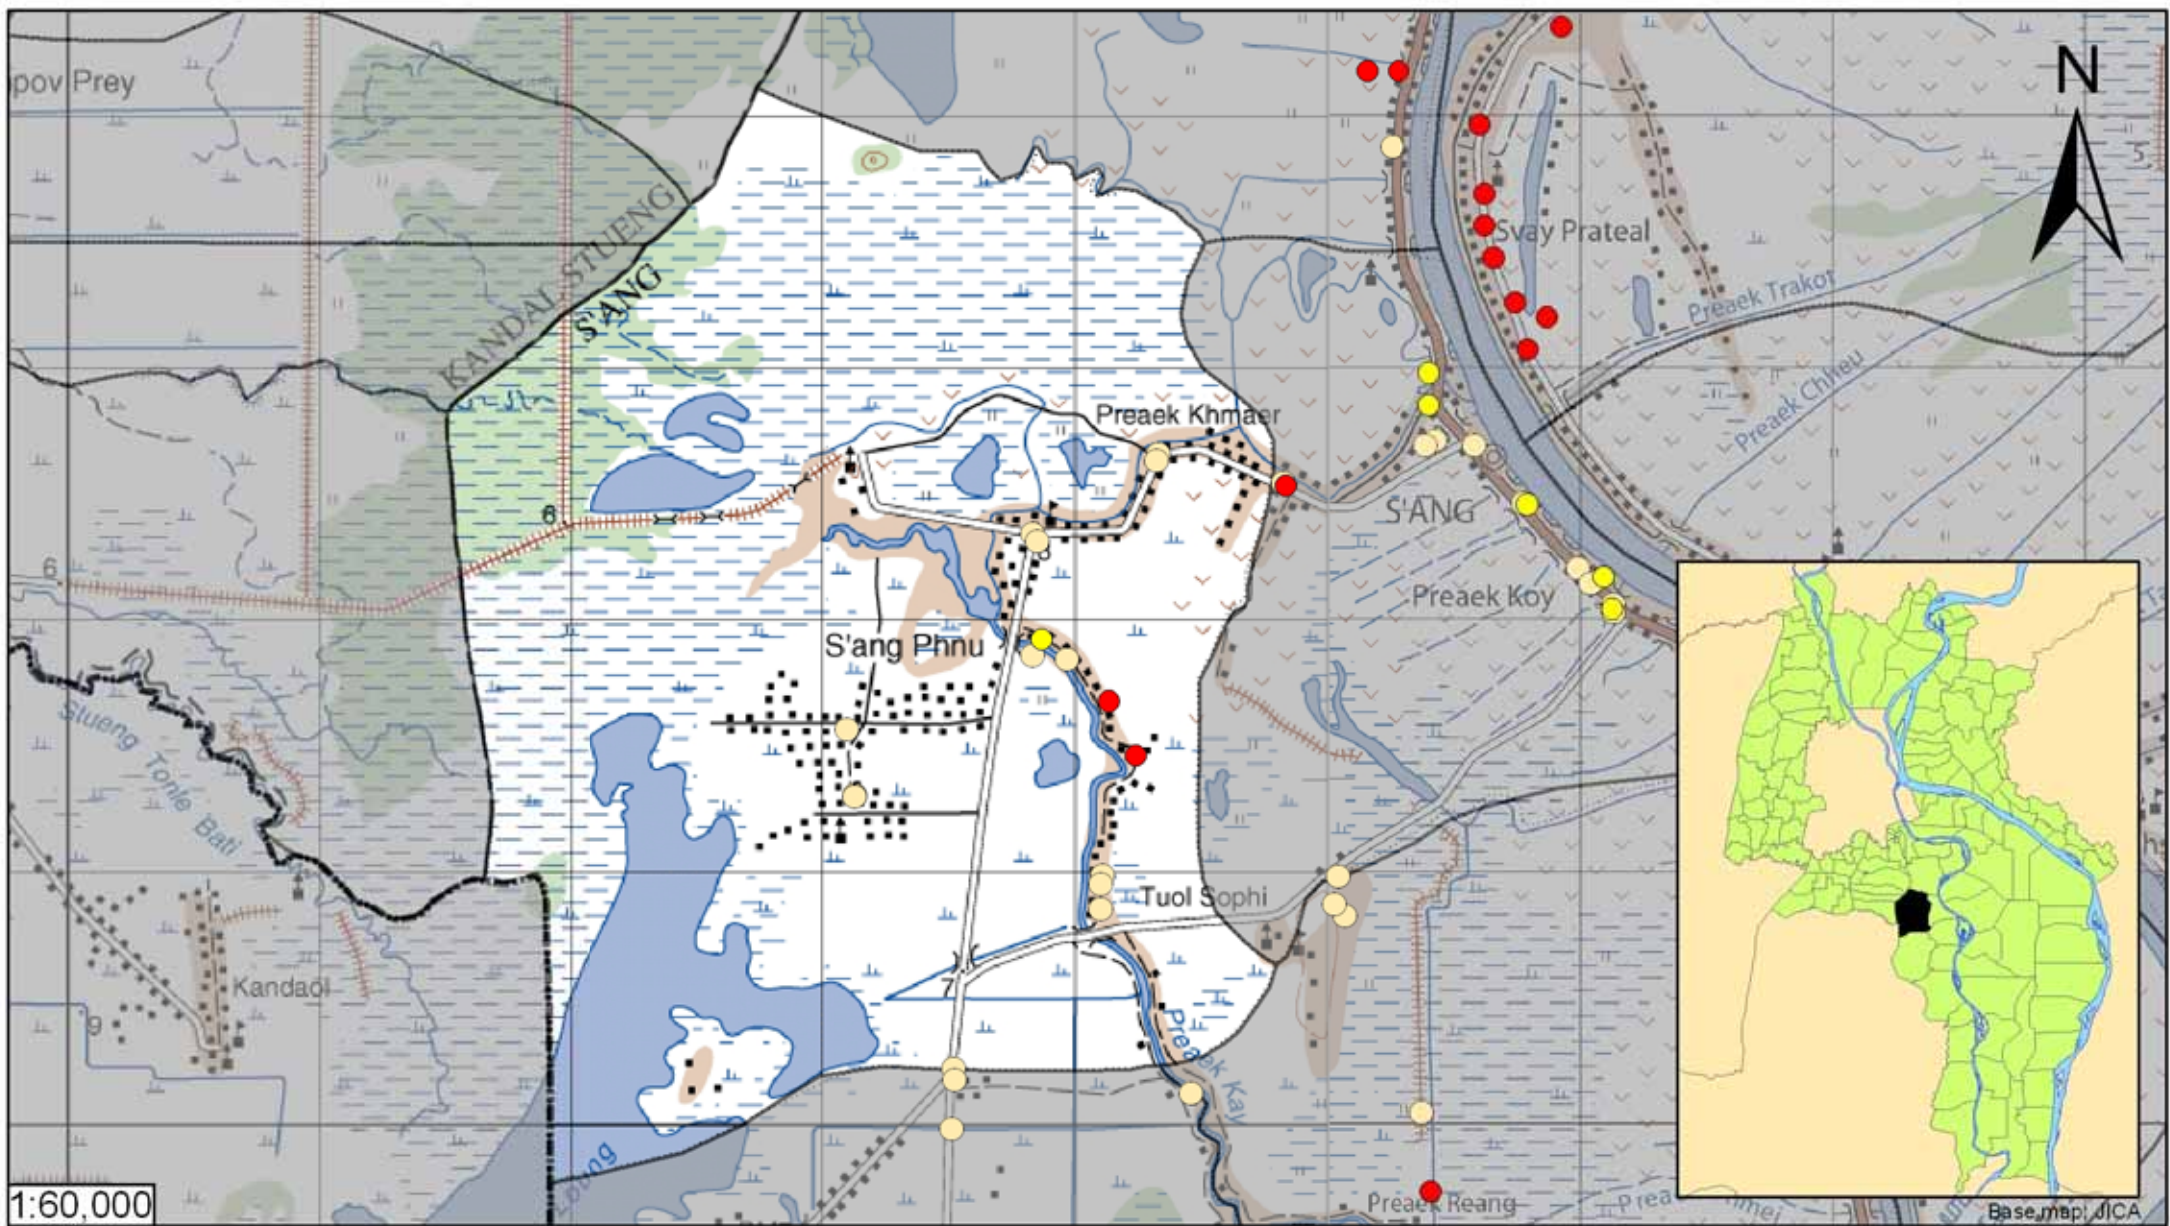 pov Prey
N
5
KANDAL STUENG
S'ANG
Svay Prateal
Preaek Trakor
Preaek Chheu
Preaek Khmaer
6
S'ANG
6
Preaek Koy
S'ang Phnu
Stueng Tonle Bati
Tuol Sophi
Kandaol
7
9
Preaek Kay
Preaek Reang
1:60,000
Base map: JICA